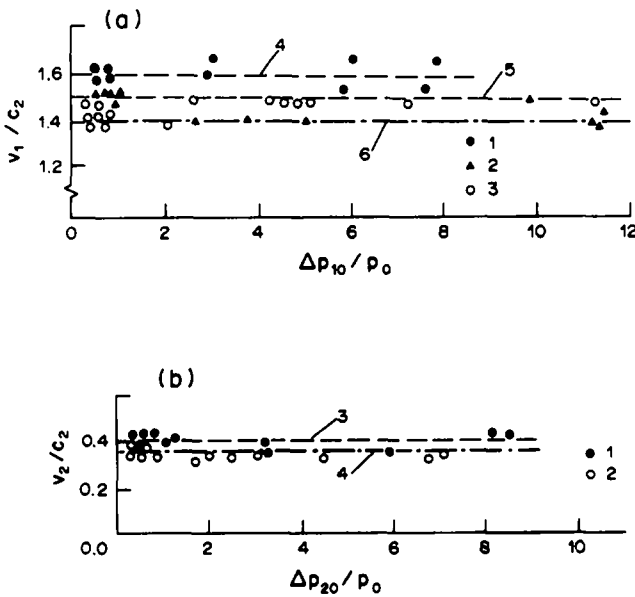 (a)
v₁/c₂
1.6
1.4
1.2
4
5
6
● 1
▲ 2
○ 3
0 2 4 6 8 10 12
Δp₁₀/p₀
(b)
v₂/c₂
0.4
0.2
0.0
3
4
● 1
○ 2
2 4 6 8 10
Δp₂₀/p₀